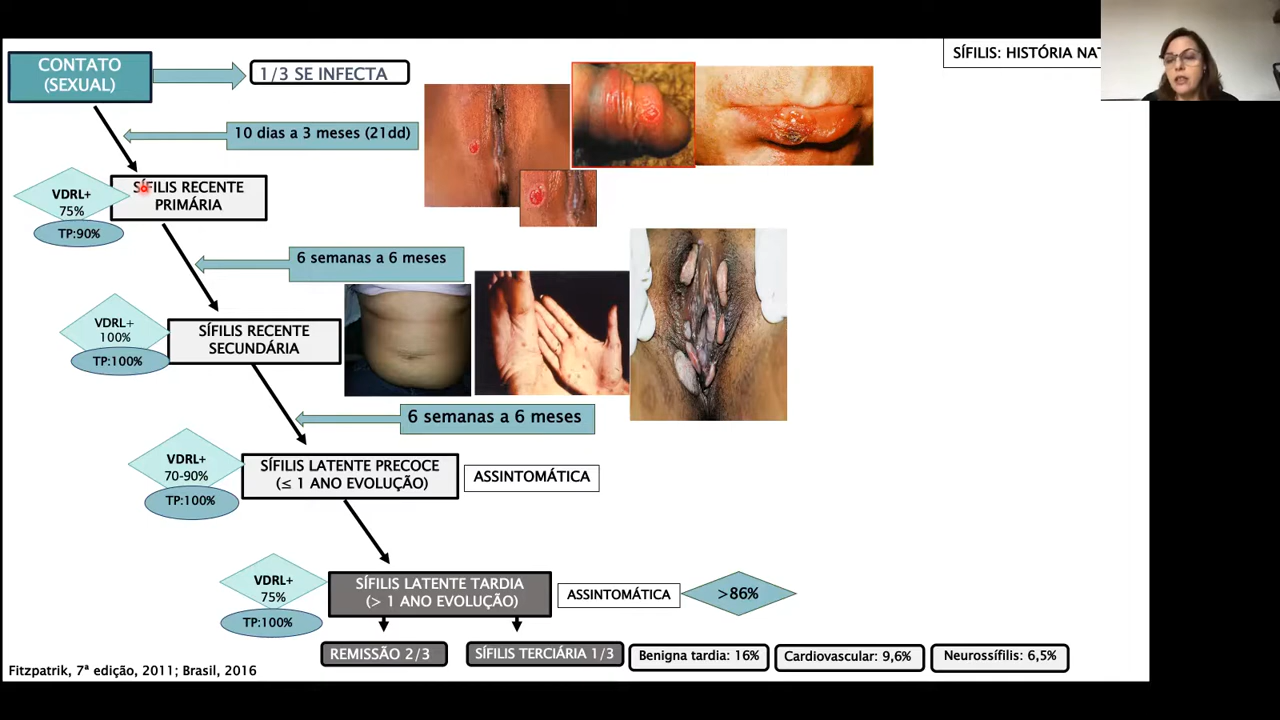 SÍFILIS: HISTÓRIA NAT
CONTATO
(SEXUAL)
1/3 SE INFECTA
10 dias a 3 meses (21dd)
VDRL+
75%
TP:90%
SÍFILIS RECENTE
PRIMÁRIA
6 semanas a 6 meses
VDRL+
100%
TP:100%
SÍFILIS RECENTE
SECUNDÁRIA
6 semanas a 6 meses
VDRL+
70-90%
TP:100%
SÍFILIS LATENTE PRECOCE
(≤ 1 ANO EVOLUÇÃO)
ASSINTOMÁTICA
VDRL+
75%
TP:100%
SÍFILIS LATENTE TARDIA
(> 1 ANO EVOLUÇÃO)
ASSINTOMÁTICA
>86%
REMISSÃO 2/3
SÍFILIS TERCIÁRIA 1/3
Benigna tardia: 16%
Cardiovascular: 9,6%
Neurossífilis: 6,5%
Fitzpatrik, 7ª edição, 2011; Brasil, 2016